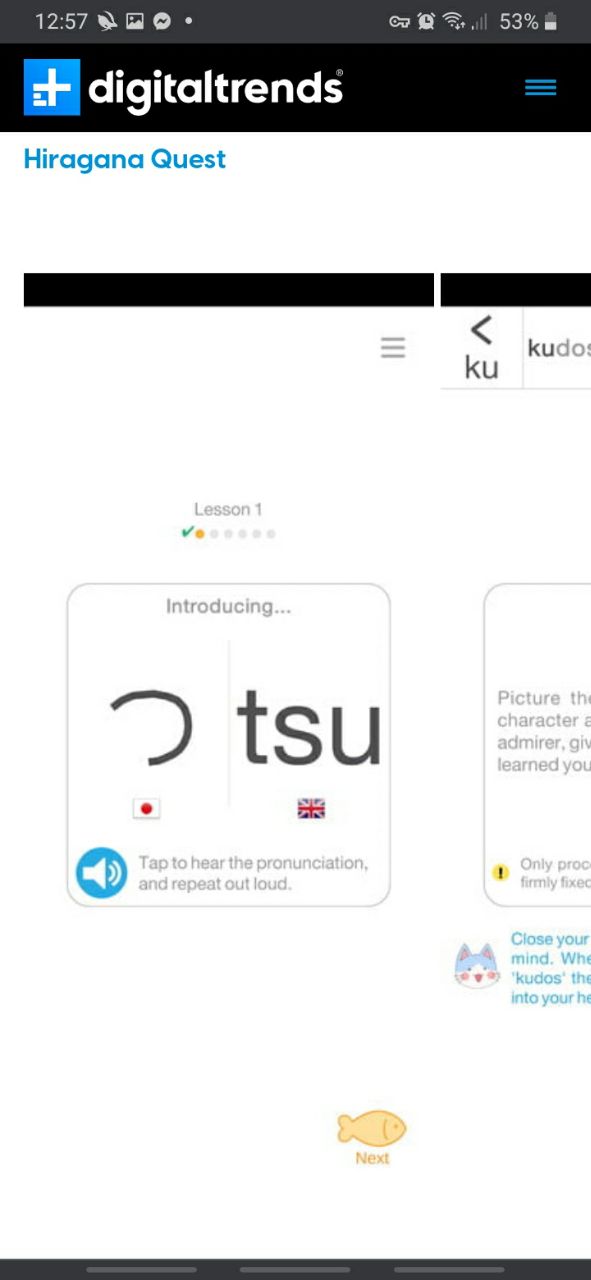 12:57
53%
digitaltrends®
Hiragana Quest
Lesson 1
Introducing...
つ tsu
Tap to hear the pronunciation,
and repeat out loud.
Next
く
ku
kudos
Picture the
character a
admirer, giv
learned you
Only proc
firmly fixed
Close your
mind. Whe
'kudos' the
into your he